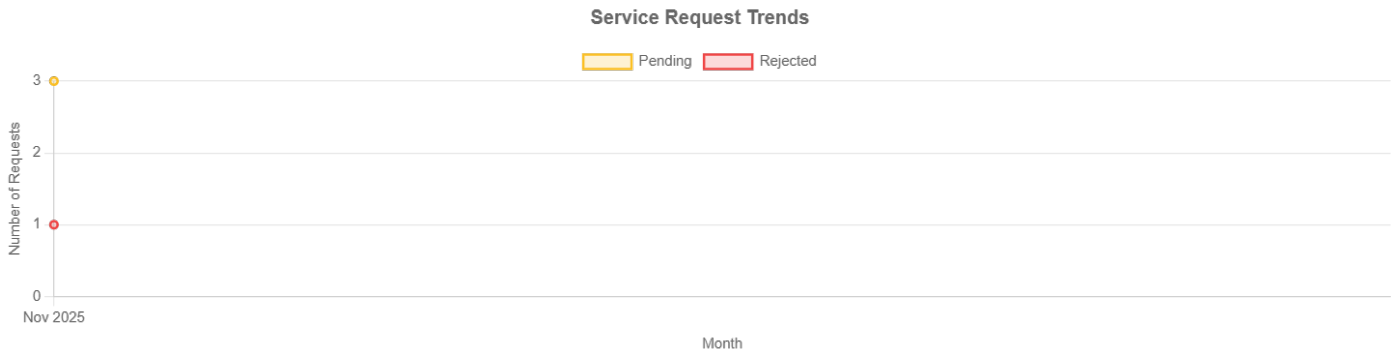 Service Request Trends
Pending Rejected
3
2
1
0
Number of Requests
Nov 2025
Month